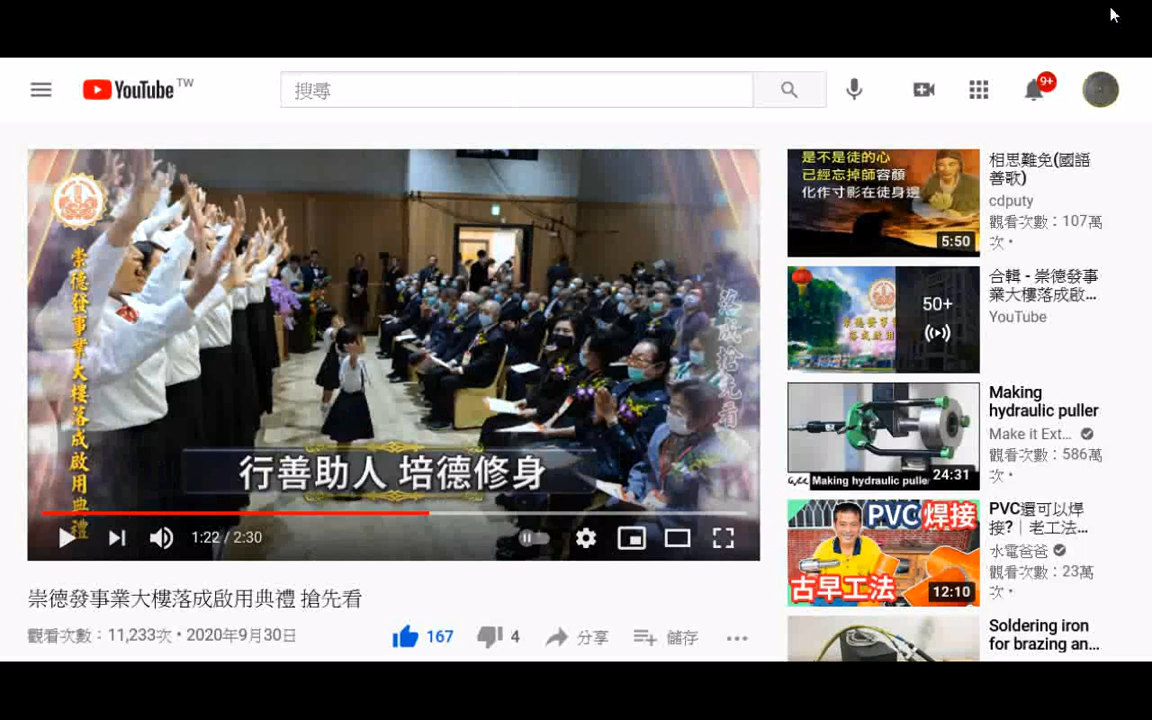 YouTube TW
搜尋
9+
崇德發事業大樓落成啟用典禮
落成搶先看
行善助人 培德修身
1:22 / 2:30
崇德發事業大樓落成啟用典禮 搶先看
觀看次數：11,233次 • 2020年9月30日
167
4
分享
儲存
是不是徒的心
已經忘掉師容顏
化作寸影在徒身邊
5:50
相思難免(國語
善歌)
cdputy
觀看次數：107萬
次 •
50+
合輯 - 崇德發事
業大樓落成啟...
YouTube
Making hydraulic puller
24:31
Making
hydraulic puller
Make it Ext...
觀看次數：586萬
次 •
PVC焊接
古早工法
12:10
PVC還可以焊
接?｜老工法...
水電爸爸
觀看次數：23萬
次 •
Soldering iron
for brazing an...